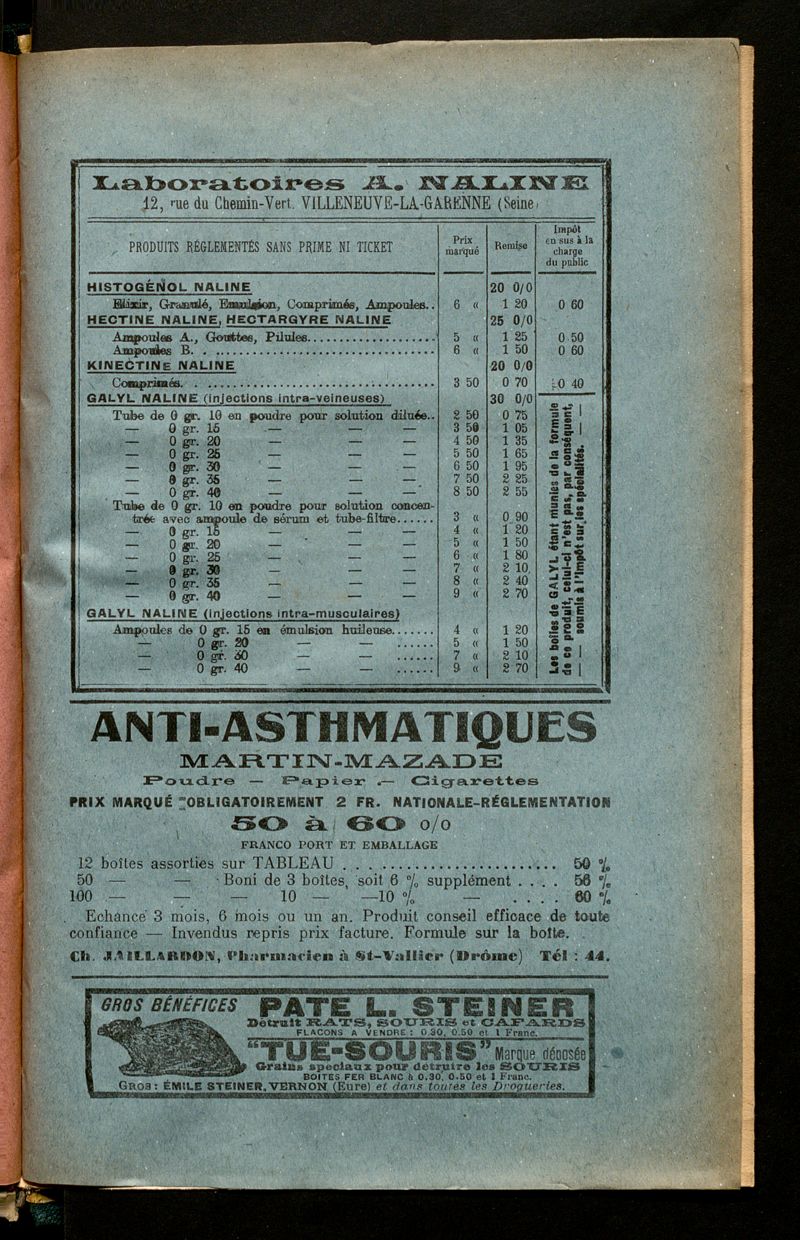 Laboratoires A. NALINE
12, rue du Chemin-Vert. VILLENEUVE-LA-GARENNE (Seine)
PRODUITS RÉGLEMENTÉS SANS PRIME NI TICKET
Prix marqué
Remise
Impôt en sus à la charge du public
HISTOGÉNOL NALINE 20 0/0
Elixir, Granulé, Emulsion, Comprimés, Ampoules.. 6 « 1 20 0 60
HECTINE NALINE, HECTARGYRE NALINE 25 0/0
Ampoules A., Gouttes, Pilules.................... 5 « 1 25 0 50
Ampoules B. .................................... 6 « 1 50 0 60
KINECTINE NALINE 20 0/0
Comprimés. .................................... 3 50 0 70 0 40
GALYL NALINE (injections intra-veineuses) 30 0/0
Tube de 0 gr. 10 en poudre pour solution diluée.. 2 50 0 75
— 0 gr. 15 — — — 3 50 1 05
— 0 gr. 20 — — — 4 50 1 35
— 0 gr. 25 — — — 5 50 1 65
— 0 gr. 30 — — — 6 50 1 95
— 0 gr. 35 — — — 7 50 2 25
— 0 gr. 40 — — — 8 50 2 55
Tube de 0 gr. 10 en poudre pour solution concen-
trée avec ampoule de sérum et tube-filtre...... 3 « 0 90
— 0 gr. 15 — — — 4 « 1 20
— 0 gr. 20 — — — 5 « 1 50
— 0 gr. 25 — — — 6 « 1 80
— 0 gr. 30 — — — 7 « 2 10
— 0 gr. 35 — — — 8 « 2 40
— 0 gr. 40 — — — 9 « 2 70
GALYL NALINE (injections intra-musculaires)
Ampoules de 0 gr. 15 en émulsion huileuse....... 4 « 1 20
— 0 gr. 20 — — ...... 5 « 1 50
— 0 gr. 30 — — ...... 7 « 2 10
— 0 gr. 40 — — ...... 9 « 2 70
Les boîtes de GALYL étant munies de la formule
de ce produit, celui-ci n'est pas, par conséquent,
— — soumis à l'impôt sur les spécialités. — —
ANTI-ASTHMATIQUES
MARTIN-MAZADE
Poudre — Papier — Cigarettes
PRIX MARQUÉ OBLIGATOIREMENT 2 FR. NATIONALE-RÉGLEMENTATION
50 à 60 o/o
FRANCO PORT ET EMBALLAGE
12 boîtes assorties sur TABLEAU ........................ 50 %
50 — — Boni de 3 boîtes, soit 6 % supplément .... 56 %
100 — — — 10 — —10 % — .... 60 %
Echance 3 mois, 6 mois ou un an. Produit conseil efficace de toute
confiance — Invendus repris prix facture. Formule sur la boîte.
Ch. JAILLARDON, Pharmacien à St-Vallier (Drôme) Tél : 44.
GROS BÉNÉFICES PATE L. STEINER
Détruit RATS, SOURIS et CAFARDS
FLACONS A VENDRE : 0.30, 0.50 et 1 Franc.
"TUE-SOURIS" Marque déposée
Grains spéciaux pour détruire les SOURIS
BOITES FER BLANC à 0.30, 0.50 et 1 Franc.
GROS : ÉMILE STEINER, VERNON (Eure) et dans toutes les Drogueries.